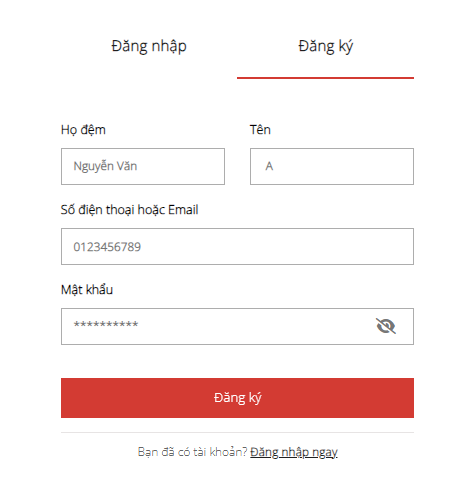 Đăng nhập Đăng ký
Họ đệm Tên
Nguyễn Văn A
Số điện thoại hoặc Email
0123456789
Mật khẩu
**********
Đăng ký
Bạn đã có tài khoản? Đăng nhập ngay